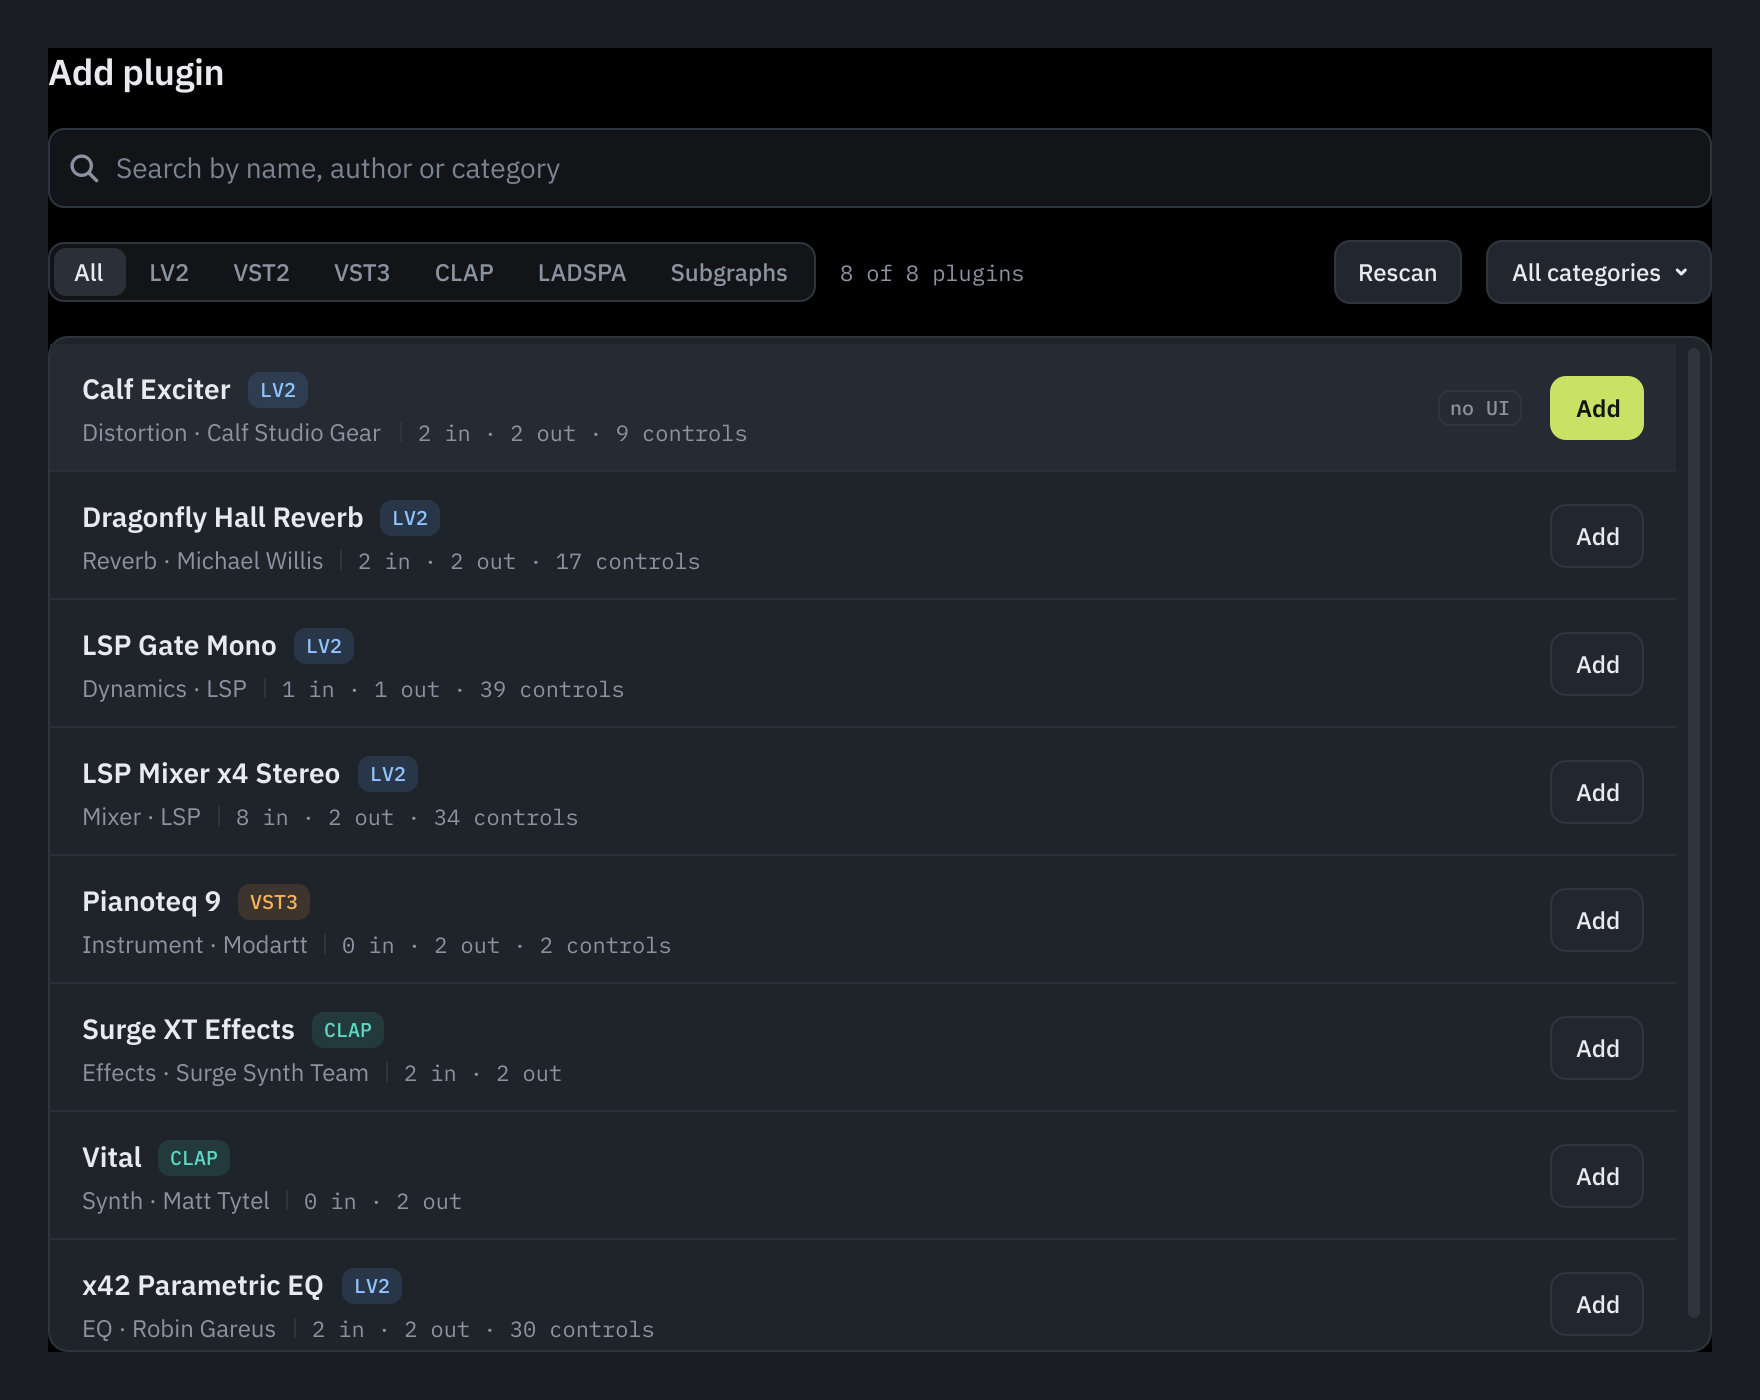 Add plugin
Search by name, author or category
All LV2 VST2 VST3 CLAP LADSPA Subgraphs 8 of 8 plugins Rescan All categories
Calf Exciter LV2
Distortion · Calf Studio Gear 2 in · 2 out · 9 controls no UI Add
Dragonfly Hall Reverb LV2
Reverb · Michael Willis 2 in · 2 out · 17 controls Add
LSP Gate Mono LV2
Dynamics · LSP 1 in · 1 out · 39 controls Add
LSP Mixer x4 Stereo LV2
Mixer · LSP 8 in · 2 out · 34 controls Add
Pianoteq 9 VST3
Instrument · Modartt 0 in · 2 out · 2 controls Add
Surge XT Effects CLAP
Effects · Surge Synth Team 2 in · 2 out Add
Vital CLAP
Synth · Matt Tytel 0 in · 2 out Add
x42 Parametric EQ LV2
EQ · Robin Gareus 2 in · 2 out · 30 controls Add